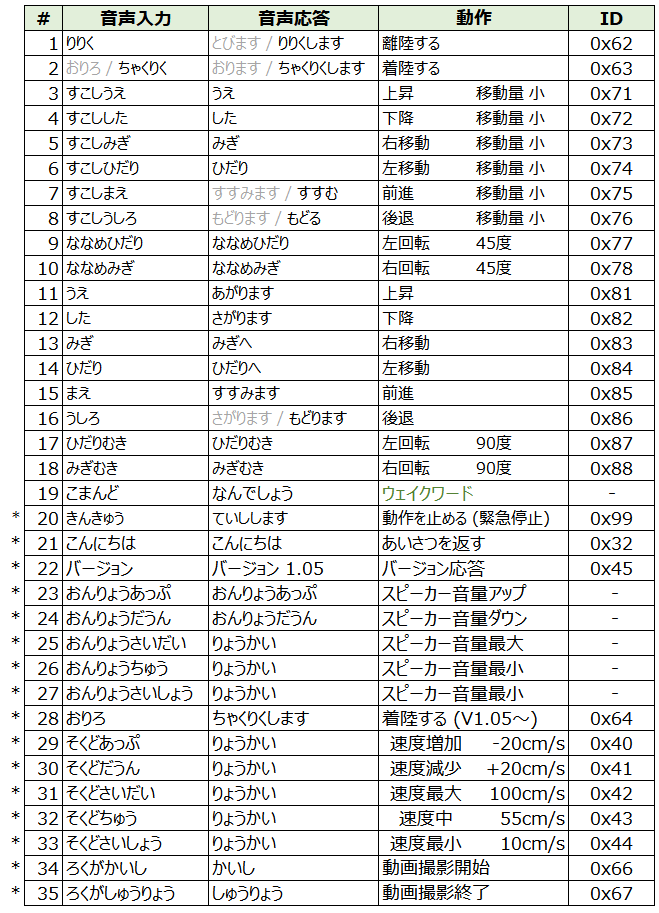 # 音声入力 音声応答 動作 ID
1 りりく とびます / りりくします 離陸する 0x62
2 おりろ / ちゃくりく おります / ちゃくりくします 着陸する 0x63
3 すこしうえ うえ 上昇 移動量 小 0x71
4 すこしした した 下降 移動量 小 0x72
5 すこしみぎ みぎ 右移動 移動量 小 0x73
6 すこしひだり ひだり 左移動 移動量 小 0x74
7 すこしまえ すすみます / すすむ 前進 移動量 小 0x75
8 すこしうしろ もどります / もどる 後退 移動量 小 0x76
9 ななめひだり ななめひだり 左回転 45度 0x77
10 ななめみぎ ななめみぎ 右回転 45度 0x78
11 うえ あがります 上昇 0x81
12 した さがります 下降 0x82
13 みぎ みぎへ 右移動 0x83
14 ひだり ひだりへ 左移動 0x84
15 まえ すすみます 前進 0x85
16 うしろ さがります / もどります 後退 0x86
17 ひだりむき ひだりむき 左回転 90度 0x87
18 みぎむき みぎむき 右回転 90度 0x88
19 こまんど なんでしょう ウェイクワード -
* 20 きんきゅう ていしします 動作を止める (緊急停止) 0x99
* 21 こんにちは こんにちは あいさつを返す 0x32
* 22 バージョン バージョン 1.05 バージョン応答 0x45
* 23 おんりょうあっぷ おんりょうあっぷ スピーカー音量アップ -
* 24 おんりょうだうん おんりょうだうん スピーカー音量ダウン -
* 25 おんりょうさいだい りょうかい スピーカー音量最大 -
* 26 おんりょうちゅう りょうかい スピーカー音量最小 -
* 27 おんりょうさいしょう りょうかい スピーカー音量最小 -
* 28 おりろ ちゃくりくします 着陸する (V1.05～) 0x64
* 29 そくどあっぷ りょうかい 速度増加 -20cm/s 0x40
* 30 そくどだうん りょうかい 速度減少 +20cm/s 0x41
* 31 そくどさいだい りょうかい 速度最大 100cm/s 0x42
* 32 そくどちゅう りょうかい 速度中 55cm/s 0x43
* 33 そくどさいしょう りょうかい 速度最小 10cm/s 0x44
* 34 ろくがかいし かいし 動画撮影開始 0x66
* 35 ろくがしゅうりょう しゅうりょう 動画撮影終了 0x67